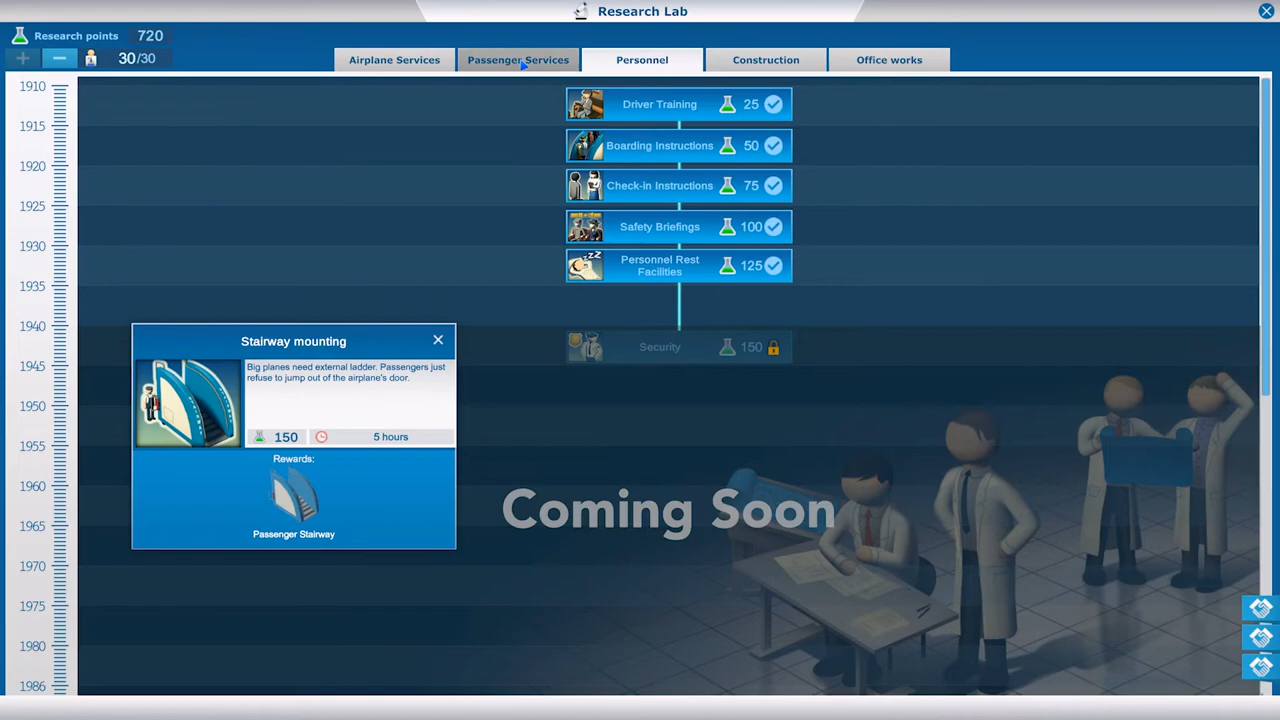 Research Lab
Research points 720
30/30
Airplane Services
Passenger Services
Personnel
Construction
Office works
1910
1915
1920
1925
1930
1935
1940
1945
1950
1955
1960
1965
1970
1975
1980
1986
Driver Training 25
Boarding Instructions 50
Check-in Instructions 75
Safety Briefings 100
Personnel Rest
Facilities 125
zzZ
Security 150
Stairway mounting
Big planes need external ladder. Passengers just
refuse to jump out of the airplane's door.
150 5 hours
Rewards:
Passenger Stairway
Coming Soon